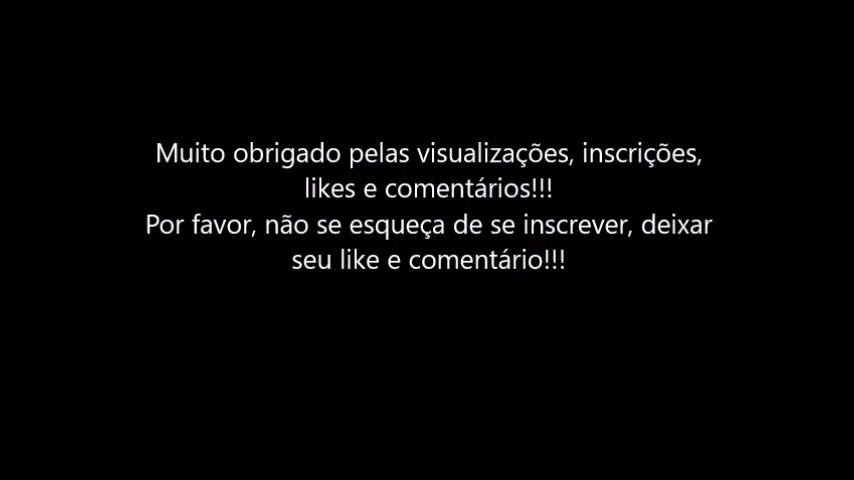 Muito obrigado pelas visualizações, inscrições,
likes e comentários!!!
Por favor, não se esqueça de se inscrever, deixar
seu like e comentário!!!